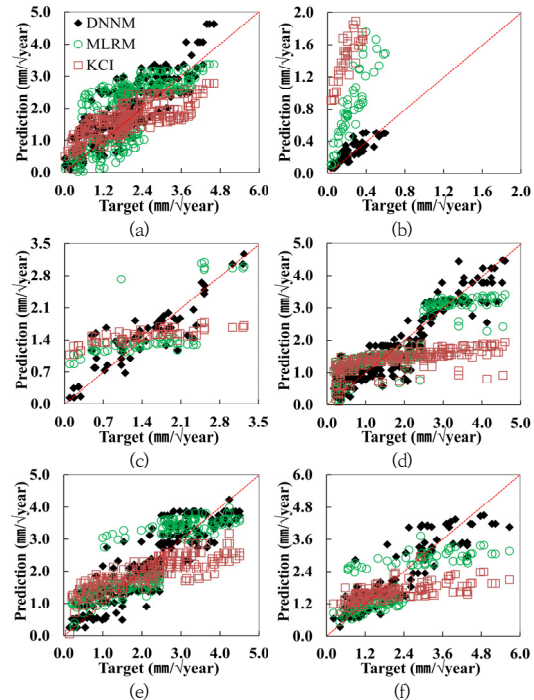 5.0 4.0 3.0 2.0 1.0 0.0
Prediction (㎜/√year)
◆DNNM
○MLRM
□KCI
0.0 1.2 2.4 3.6 4.8 6.0
Target (㎜/√year)
(a)
2.0 1.6 1.2 0.8 0.4 0.0
Prediction (㎜/√year)
0.0 0.4 0.8 1.2 1.6 2.0
Target (㎜/√year)
(b)
3.5 2.8 2.1 1.4 0.7 0.0
Prediction (㎜/√year)
0.0 0.7 1.4 2.1 2.8 3.5
Target (㎜/√year)
(c)
5.0 4.0 3.0 2.0 1.0 0.0
Prediction (㎜/√year)
0.0 1.0 2.0 3.0 4.0 5.0
Target (㎜/√year)
(d)
5.0 4.0 3.0 2.0 1.0 0.0
Prediction (㎜/√year)
0.0 1.0 2.0 3.0 4.0 5.0
Target (㎜/√year)
(e)
6.0 4.8 3.6 2.4 1.2 0.0
Prediction (㎜/√year)
0.0 1.2 2.4 3.6 4.8 6.0
Target (㎜/√year)
(f)